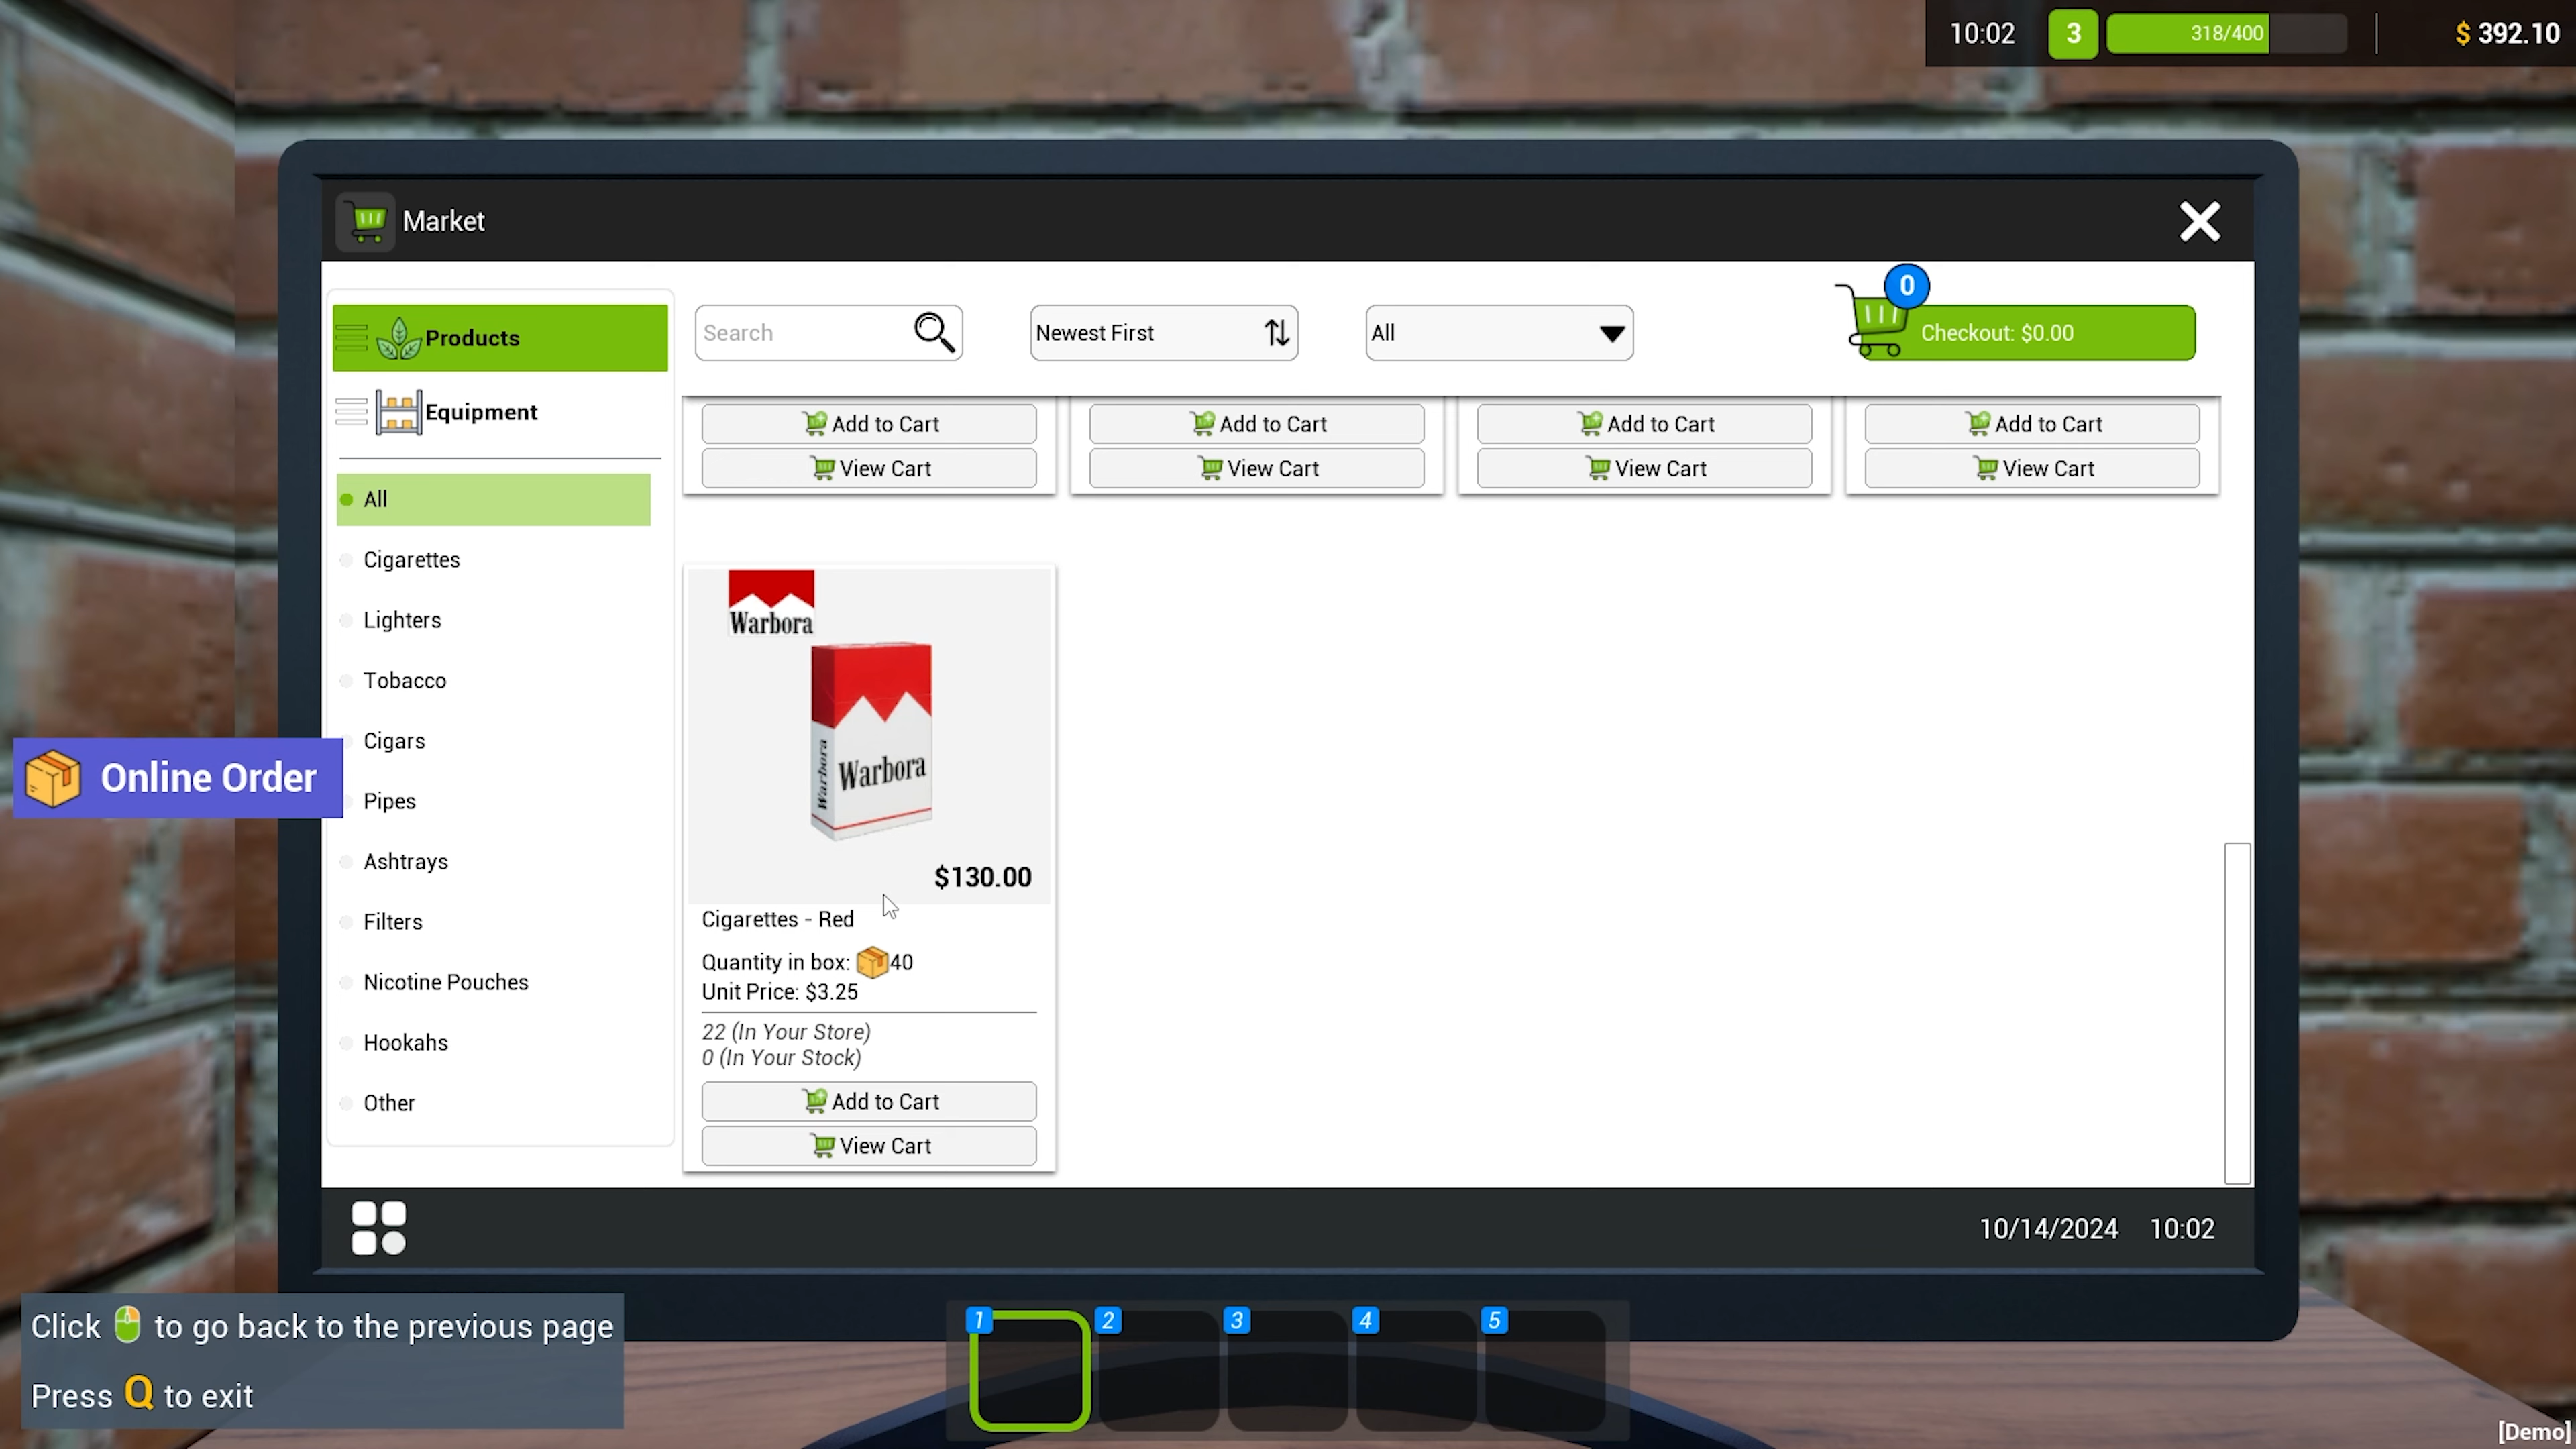 10:02 3 318/400 $ 392.10
Market
Products
Equipment
All
Cigarettes
Lighters
Tobacco
Cigars
Pipes
Ashtrays
Filters
Nicotine Pouches
Hookahs
Other
Search
Newest First
All
0
Checkout: $0.00
Add to Cart
View Cart
Add to Cart
View Cart
Add to Cart
View Cart
Add to Cart
View Cart
Warbora
Warbora
Warbora
$130.00
Cigarettes - Red
Quantity in box: 40
Unit Price: $3.25
22 (In Your Store)
0 (In Your Stock)
Add to Cart
View Cart
Online Order
10/14/2024 10:02
Click to go back to the previous page
Press Q to exit
1 2 3 4 5
[Demo]